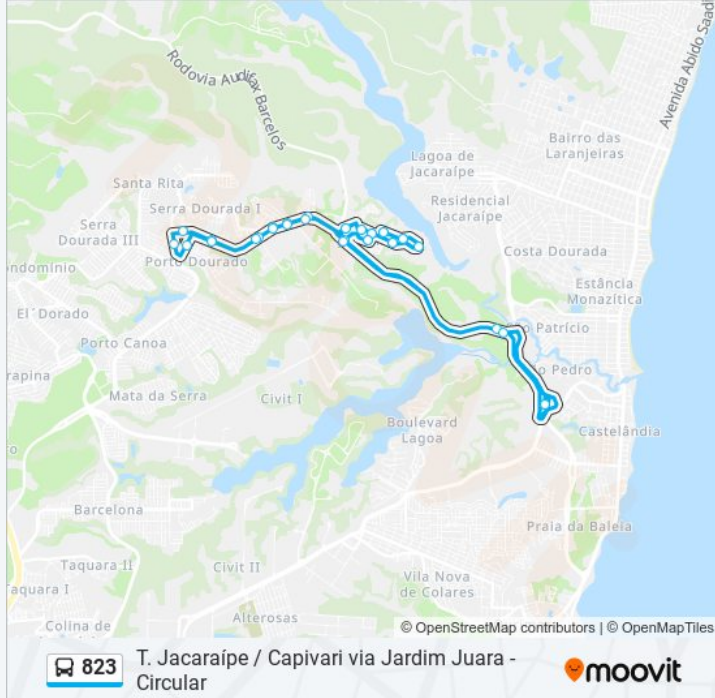 Rodovia Audifax Barcelos
Avenida Abido Saad
Bairro das
Laranjeiras
Lagoa de
Jacaraípe
Santa Rita
Residencial
Jacaraípe
Serra Dourada I
Serra
Dourada III
Costa Dourada
Porto Dourado
ondomínio
Estância
Monazítica
El´Dorado
o Patrício
Porto Canoa
o Pedro
arapina
Mata da Serra
Civit I
Boulevard
Lagoa
Castelândia
Barcelona
Praia da Baleia
Taquara II
Civit II
Taquara I
Vila Nova
de Colares
Alterosas
Colina de
© OpenStreetMap contributors | © OpenMapTiles
823
T. Jacaraípe / Capivari via Jardim Juara -
Circular
moovit